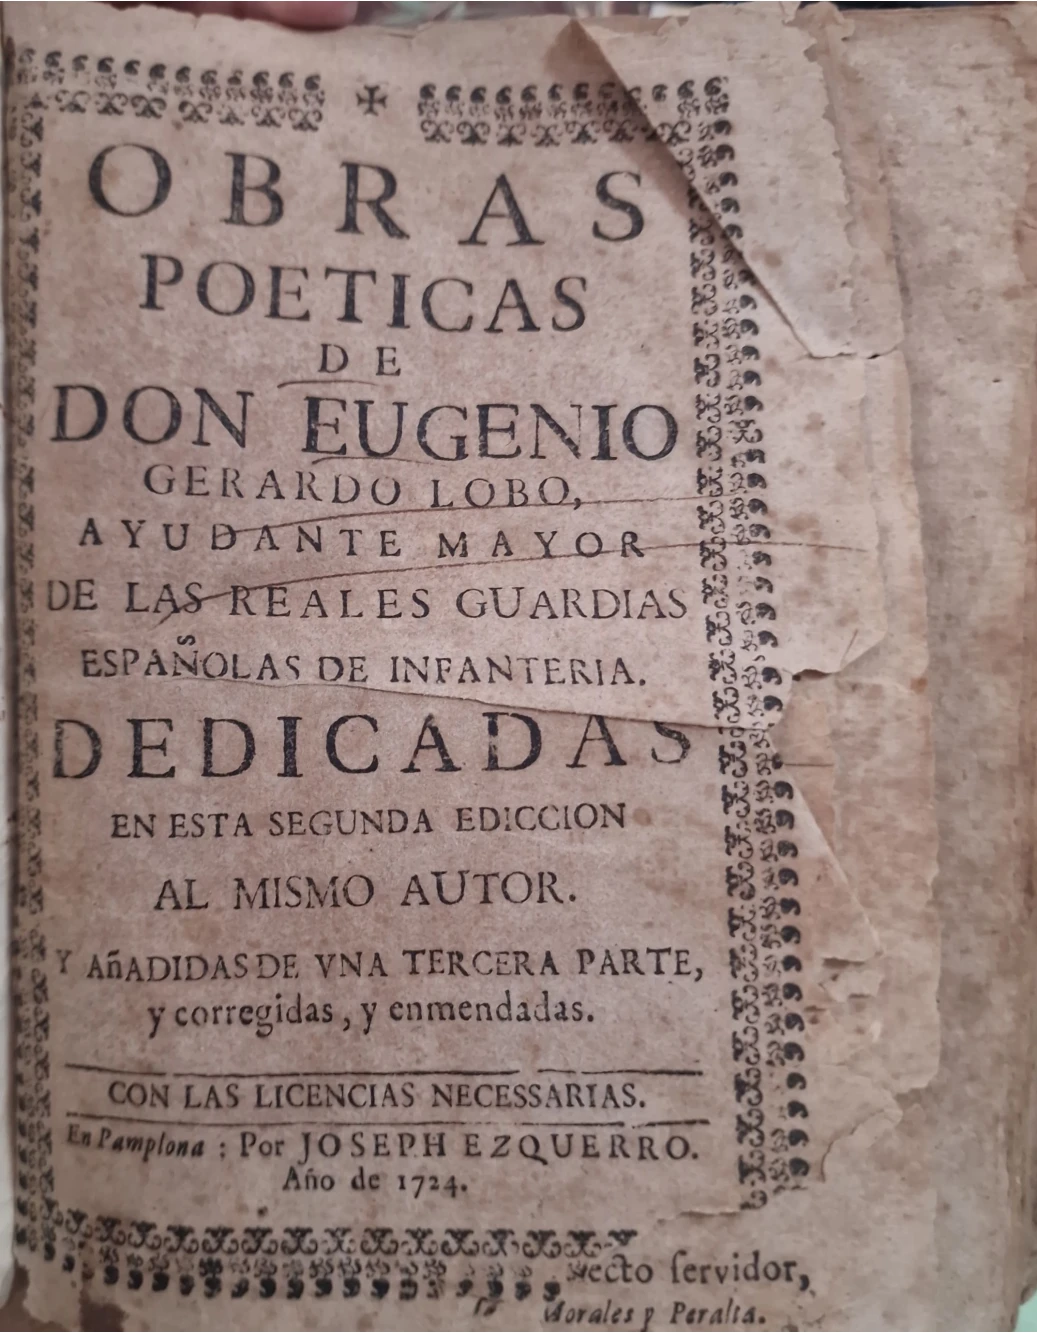 OBRAS
POETICAS
DE
DON EUGENIO
GERARDO LOBO,
AYUDANTE MAYOR
DE LAS REALES GUARDIAS
ESPAÑOLAS DE INFANTERIA.
DEDICADAS
EN ESTA SEGUNDA EDICCION
AL MISMO AUTOR.
Y AñADIDAS DE VNA TERCERA PARTE,
y corregidas, y enmendadas.
CON LAS LICENCIAS NECESSARIAS.
En Pamplona : Por JOSEPH EZQUERRO.
Año de 1724.
ecto servidor,
Morales y Peralta.